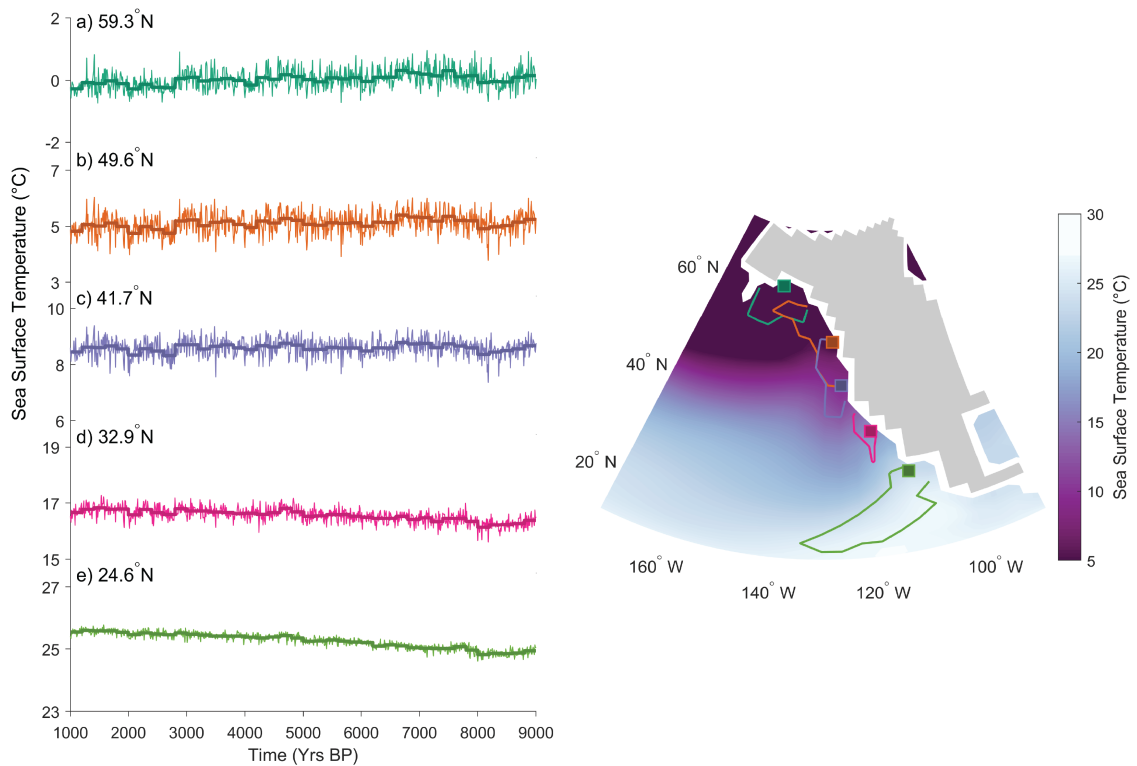 2
a) 59.3°N
0
-2
b) 49.6°N
7
5
3
c) 41.7°N
10
8
6
d) 32.9°N
19
17
15
e) 24.6°N
27
25
23
Sea Surface Temperature (°C)
1000 2000 3000 4000 5000 6000 7000 8000 9000
Time (Yrs BP)
60° N
40° N
20° N
160° W
140° W
120° W
100° W
30
25
20
15
10
5
Sea Surface Temperature (°C)